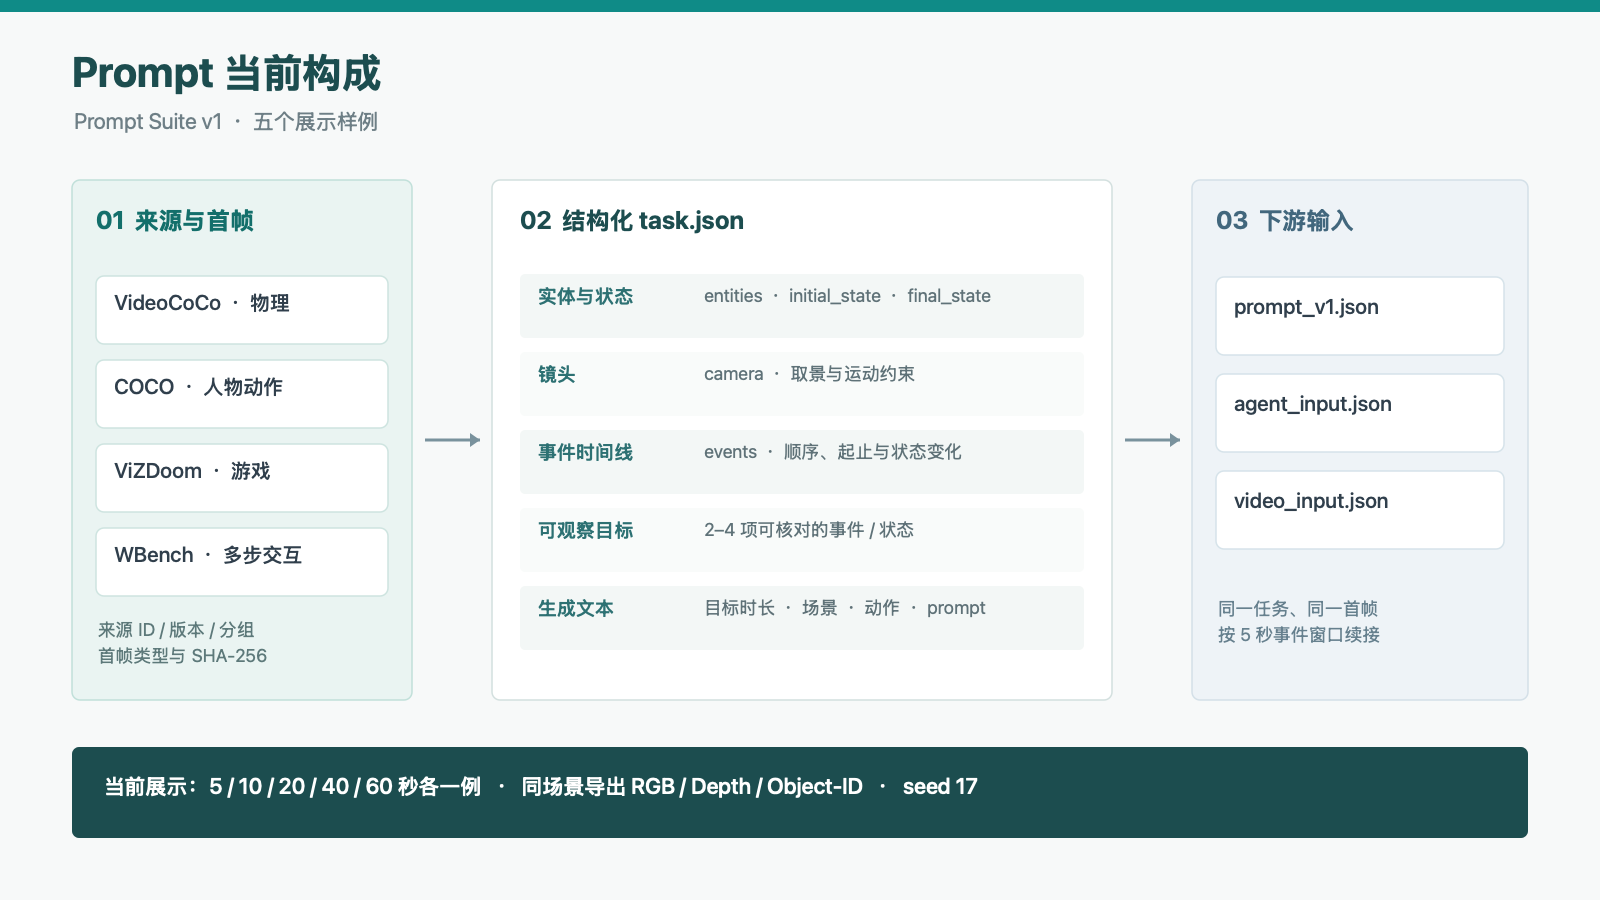 Prompt 当前构成
Prompt Suite v1 · 五个展示样例
01 来源与首帧
VideoCoCo · 物理
COCO · 人物动作
ViZDoom · 游戏
WBench · 多步交互
来源 ID / 版本 / 分组
首帧类型与 SHA-256
02 结构化 task.json
实体与状态 entities · initial_state · final_state
镜头 camera · 取景与运动约束
事件时间线 events · 顺序、起止与状态变化
可观察目标 2–4 项可核对的事件 / 状态
生成文本 目标时长 · 场景 · 动作 · prompt
03 下游输入
prompt_v1.json
agent_input.json
video_input.json
同一任务、同一首帧
按 5 秒事件窗口续接
当前展示：5 / 10 / 20 / 40 / 60 秒各一例 · 同场景导出 RGB / Depth / Object-ID · seed 17